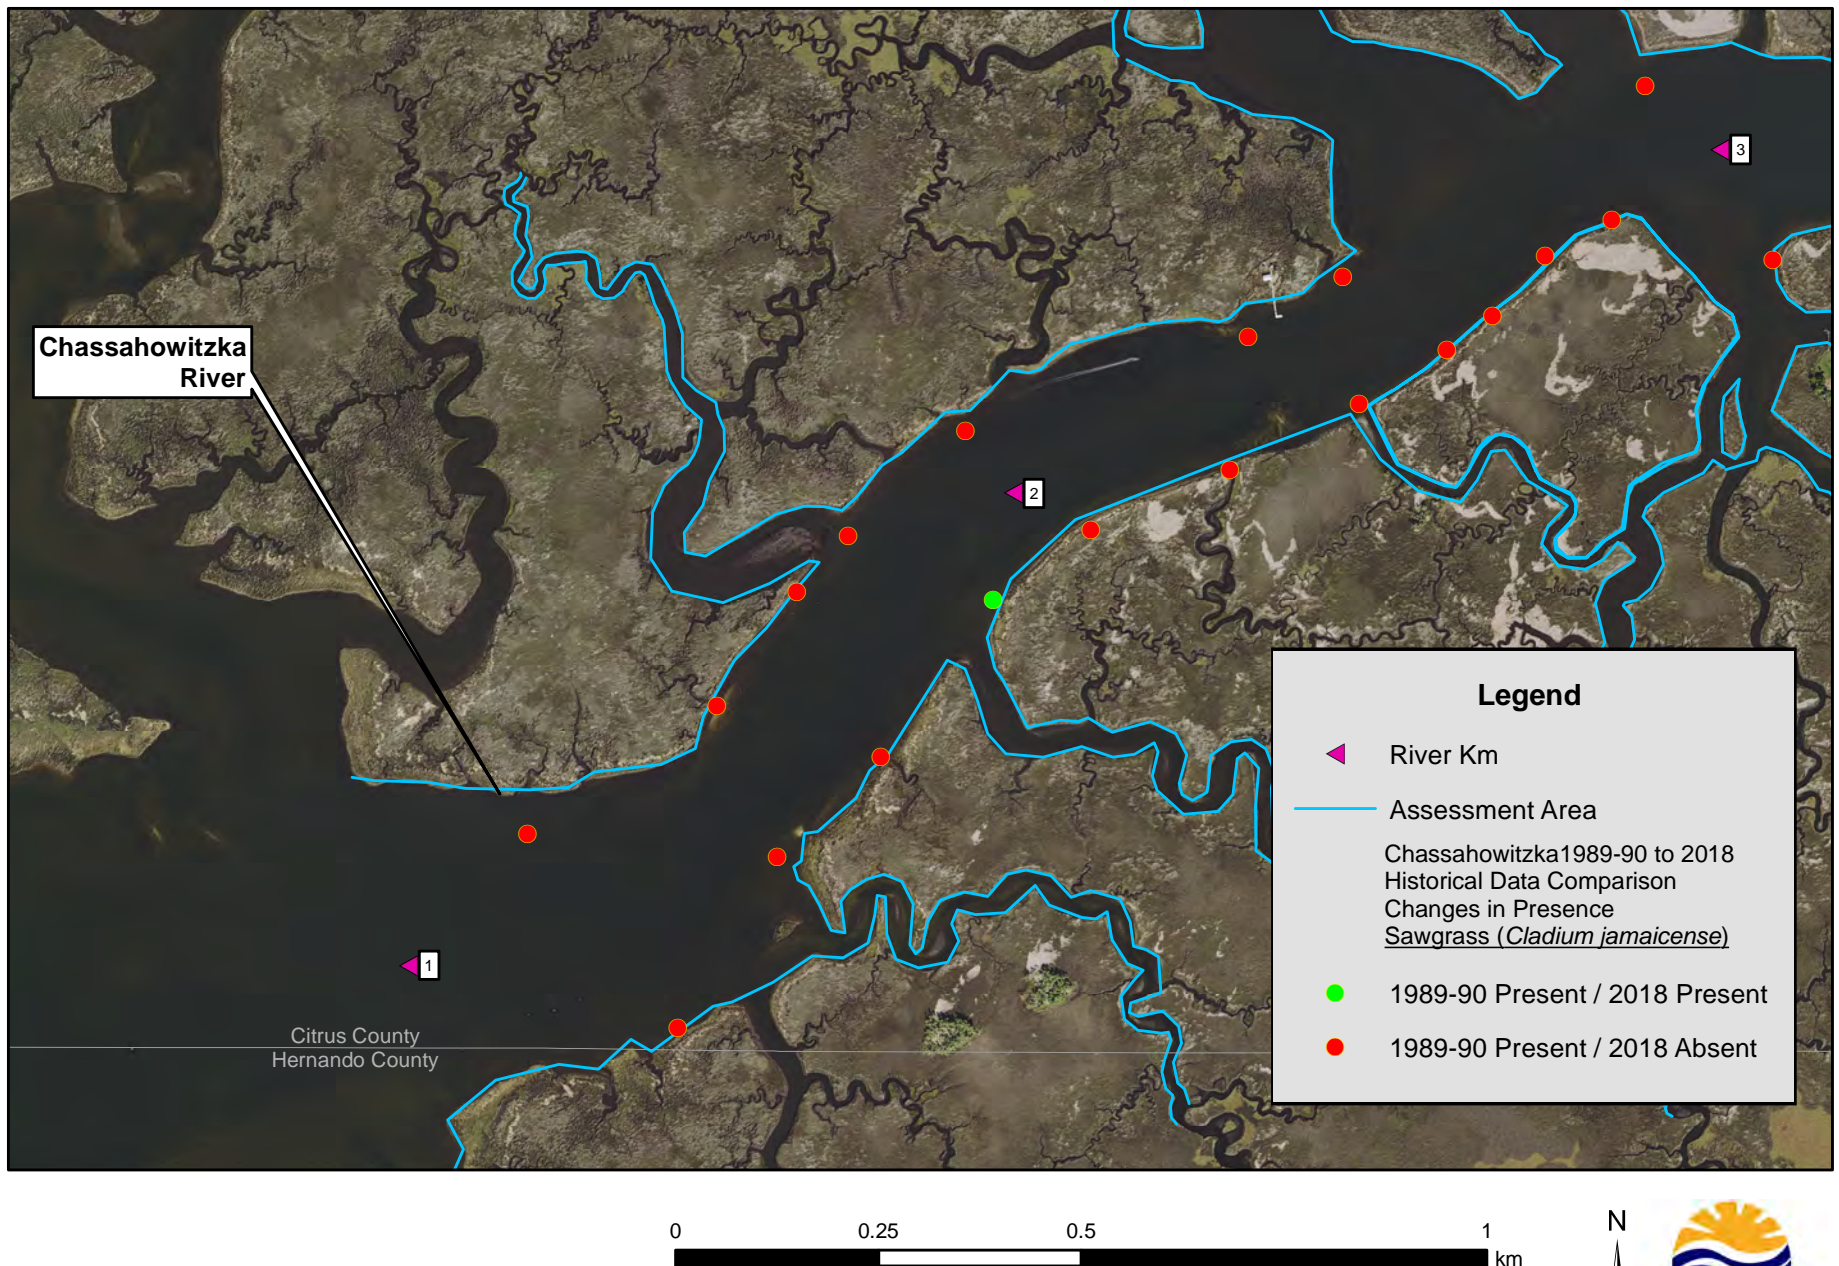 3
Chassahowitzka
River
2
1
Citrus County
Hernando County
Legend
River Km
Assessment Area
Chassahowitzka1989-90 to 2018
Historical Data Comparison
Changes in Presence
Sawgrass (Cladium jamaicense)
1989-90 Present / 2018 Present
1989-90 Present / 2018 Absent
0 0.25 0.5 1
km
N